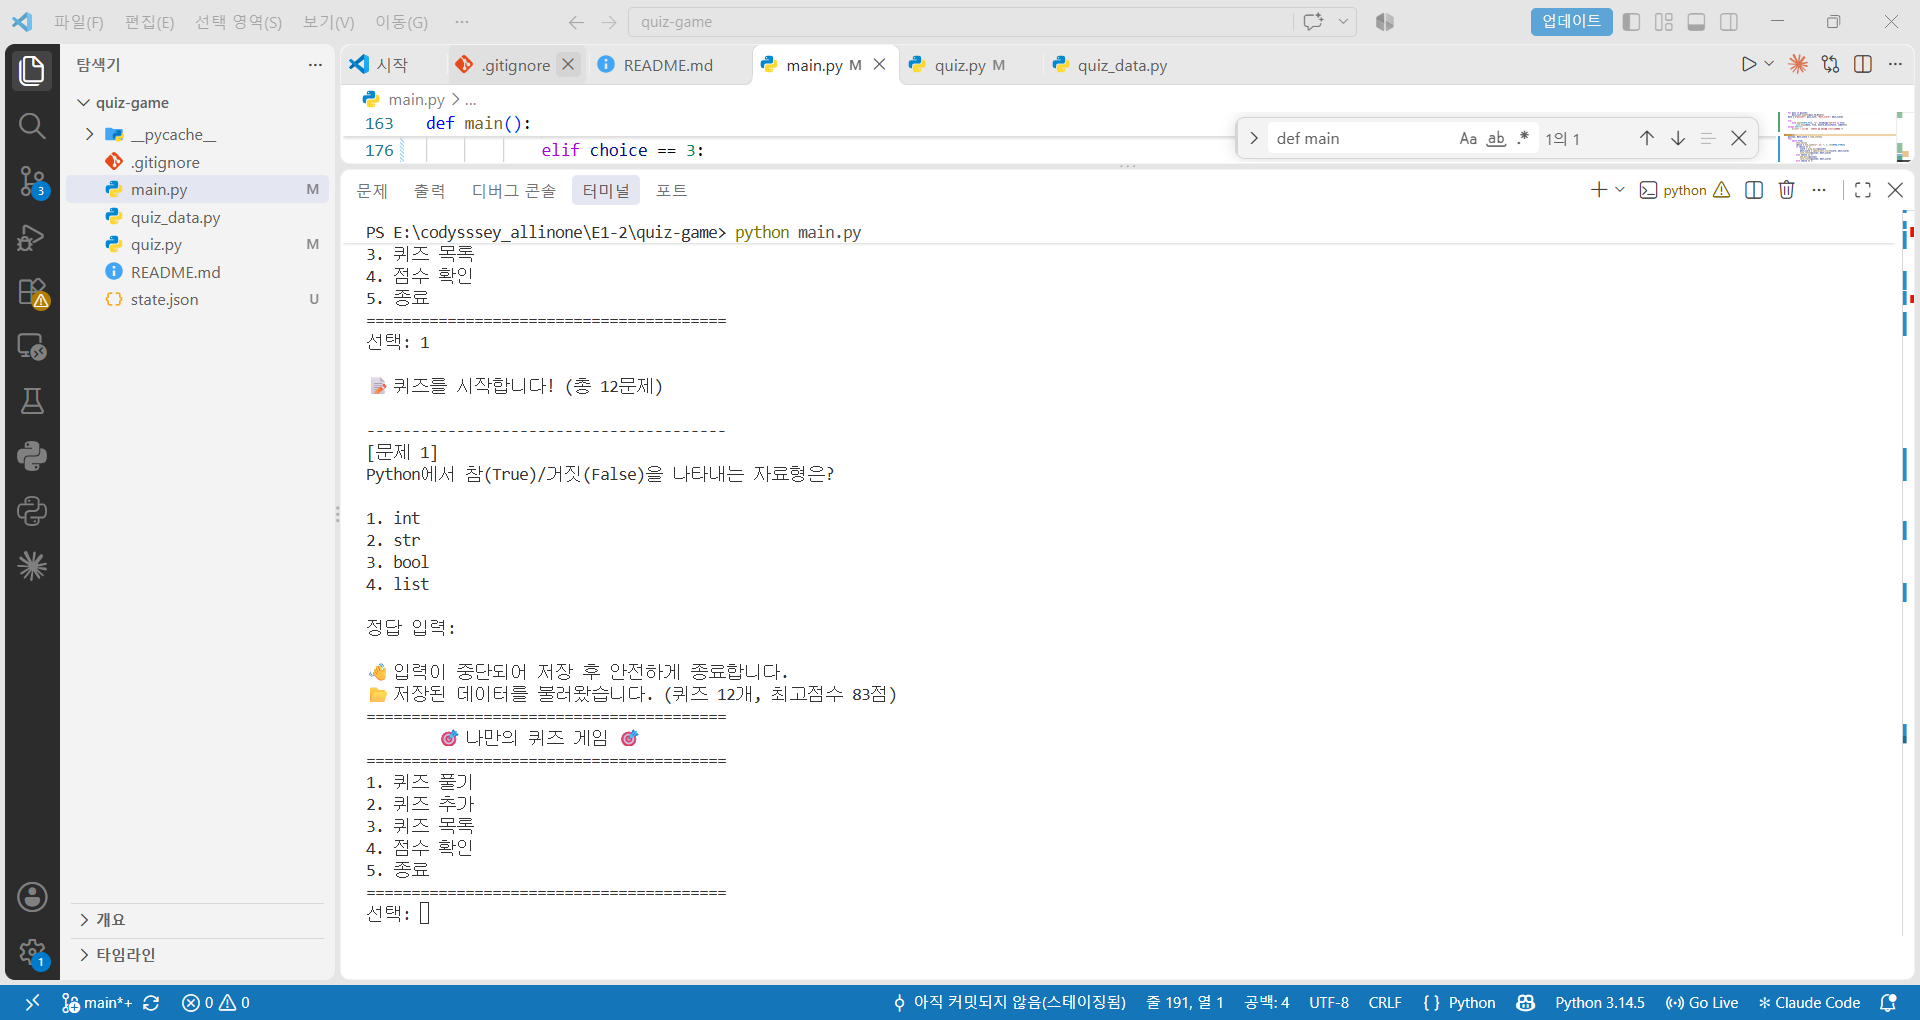 파일(F) 편집(E) 선택 영역(S) 보기(V) 이동(G) ··· quiz-game 업데이트
탐색기 ···
quiz-game
__pycache__
.gitignore
main.py M
quiz_data.py
quiz.py M
README.md
state.json U
개요
타임라인
3
1
시작 .gitignore README.md main.py M quiz.py M quiz_data.py
main.py > ...
163 def main():
176 elif choice == 3:
def main Aa ab .* 1의 1
문제 출력 디버그 콘솔 터미널 포트 python
PS E:\codysssey_allinone\E1-2\quiz-game> python main.py
3. 퀴즈 목록
4. 점수 확인
5. 종료
========================================
선택: 1
📝 퀴즈를 시작합니다! (총 12문제)
----------------------------------------
[문제 1]
Python에서 참(True)/거짓(False)을 나타내는 자료형은?
1. int
2. str
3. bool
4. list
정답 입력:
👋 입력이 중단되어 저장 후 안전하게 종료합니다.
📂 저장된 데이터를 불러왔습니다. (퀴즈 12개, 최고점수 83점)
========================================
🎯 나만의 퀴즈 게임 🎯
========================================
1. 퀴즈 풀기
2. 퀴즈 추가
3. 퀴즈 목록
4. 점수 확인
5. 종료
========================================
선택:
main*+ 0 0 아직 커밋되지 않음(스테이징됨) 줄 191, 열 1 공백: 4 UTF-8 CRLF { } Python Python 3.14.5 Go Live Claude Code